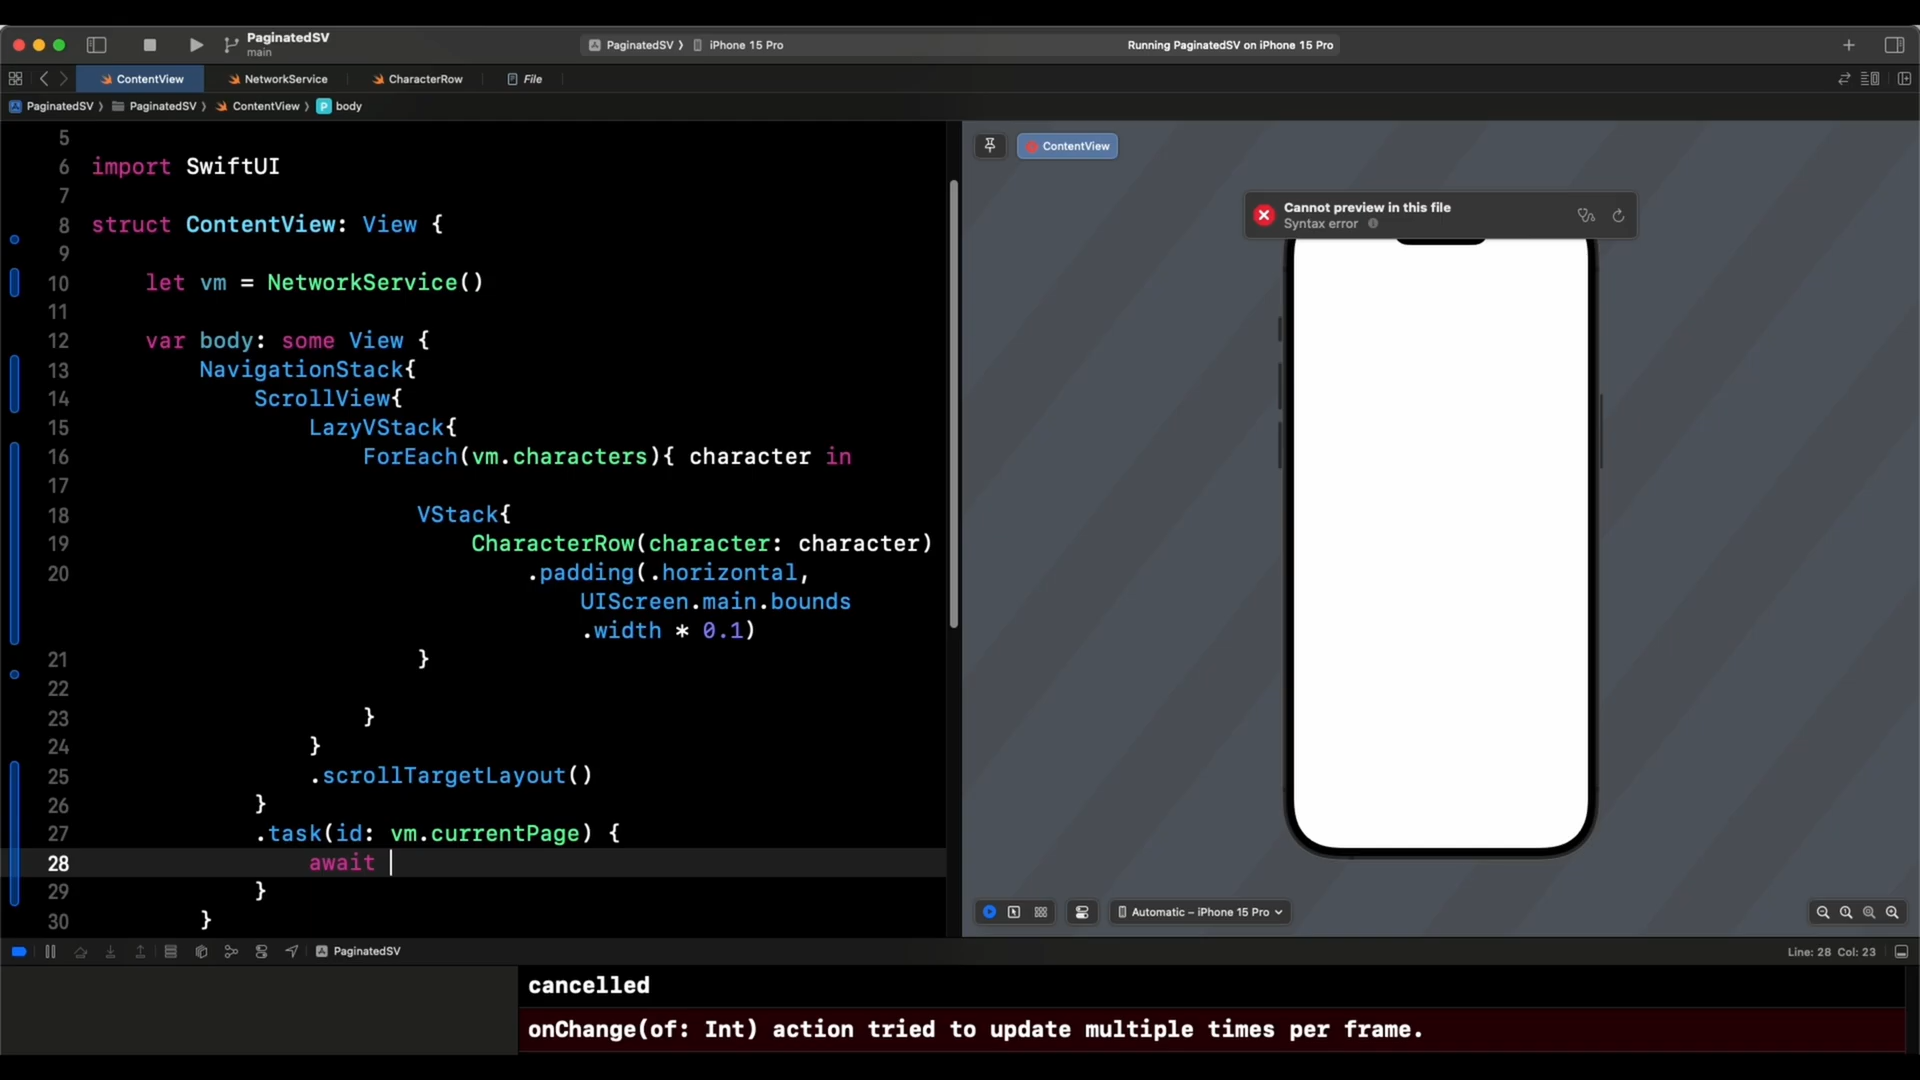 PaginatedSV
main
PaginatedSV 〉 iPhone 15 Pro
Running PaginatedSV on iPhone 15 Pro
ContentView
NetworkService
CharacterRow
File
PaginatedSV 〉 PaginatedSV 〉 ContentView 〉 P body
5
6 import SwiftUI
7
8 struct ContentView: View {
9
10 let vm = NetworkService()
11
12 var body: some View {
13 NavigationStack{
14 ScrollView{
15 LazyVStack{
16 ForEach(vm.characters){ character in
17
18 VStack{
19 CharacterRow(character: character)
20 .padding(.horizontal,
UIScreen.main.bounds
.width * 0.1)
21 }
22
23 }
24 }
25 .scrollTargetLayout()
26 }
27 .task(id: vm.currentPage) {
28 await
29 }
30 }
ContentView
Cannot preview in this file
Syntax error
Automatic – iPhone 15 Pro
PaginatedSV
Line: 28 Col: 23
cancelled
onChange(of: Int) action tried to update multiple times per frame.